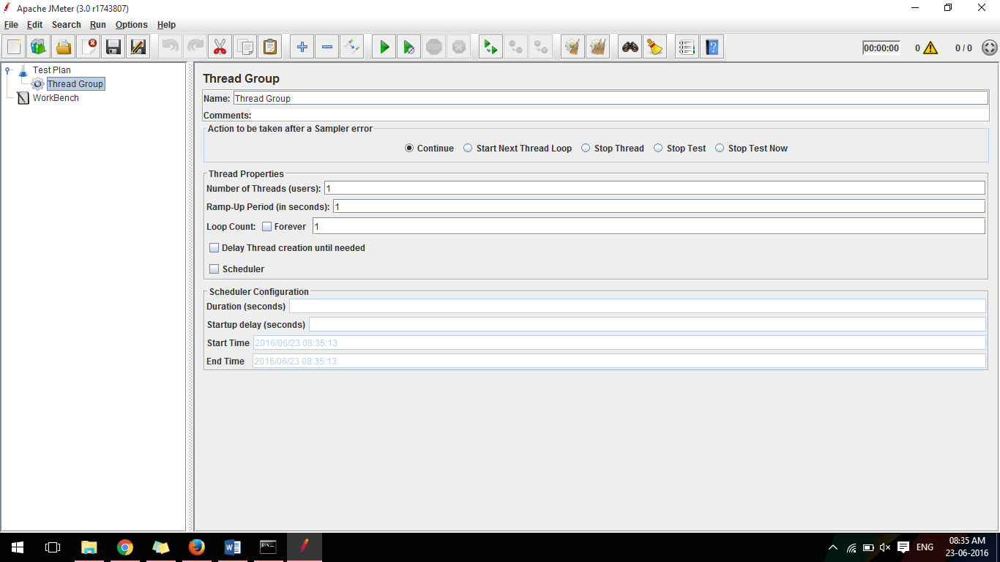 Apache JMeter (3.0 r1743807)
File Edit Search Run Options Help
STOP 00:00:00 0 0 / 0
Test Plan
Thread Group
WorkBench
Thread Group
Name: Thread Group
Comments:
Action to be taken after a Sampler error
Continue Start Next Thread Loop Stop Thread Stop Test Stop Test Now
Thread Properties
Number of Threads (users): 1
Ramp-Up Period (in seconds): 1
Loop Count: Forever 1
Delay Thread creation until needed
Scheduler
Scheduler Configuration
Duration (seconds)
Startup delay (seconds)
Start Time 2016/06/23 08:35:13
End Time 2016/06/23 08:35:13
ENG 08:35 AM
23-06-2016